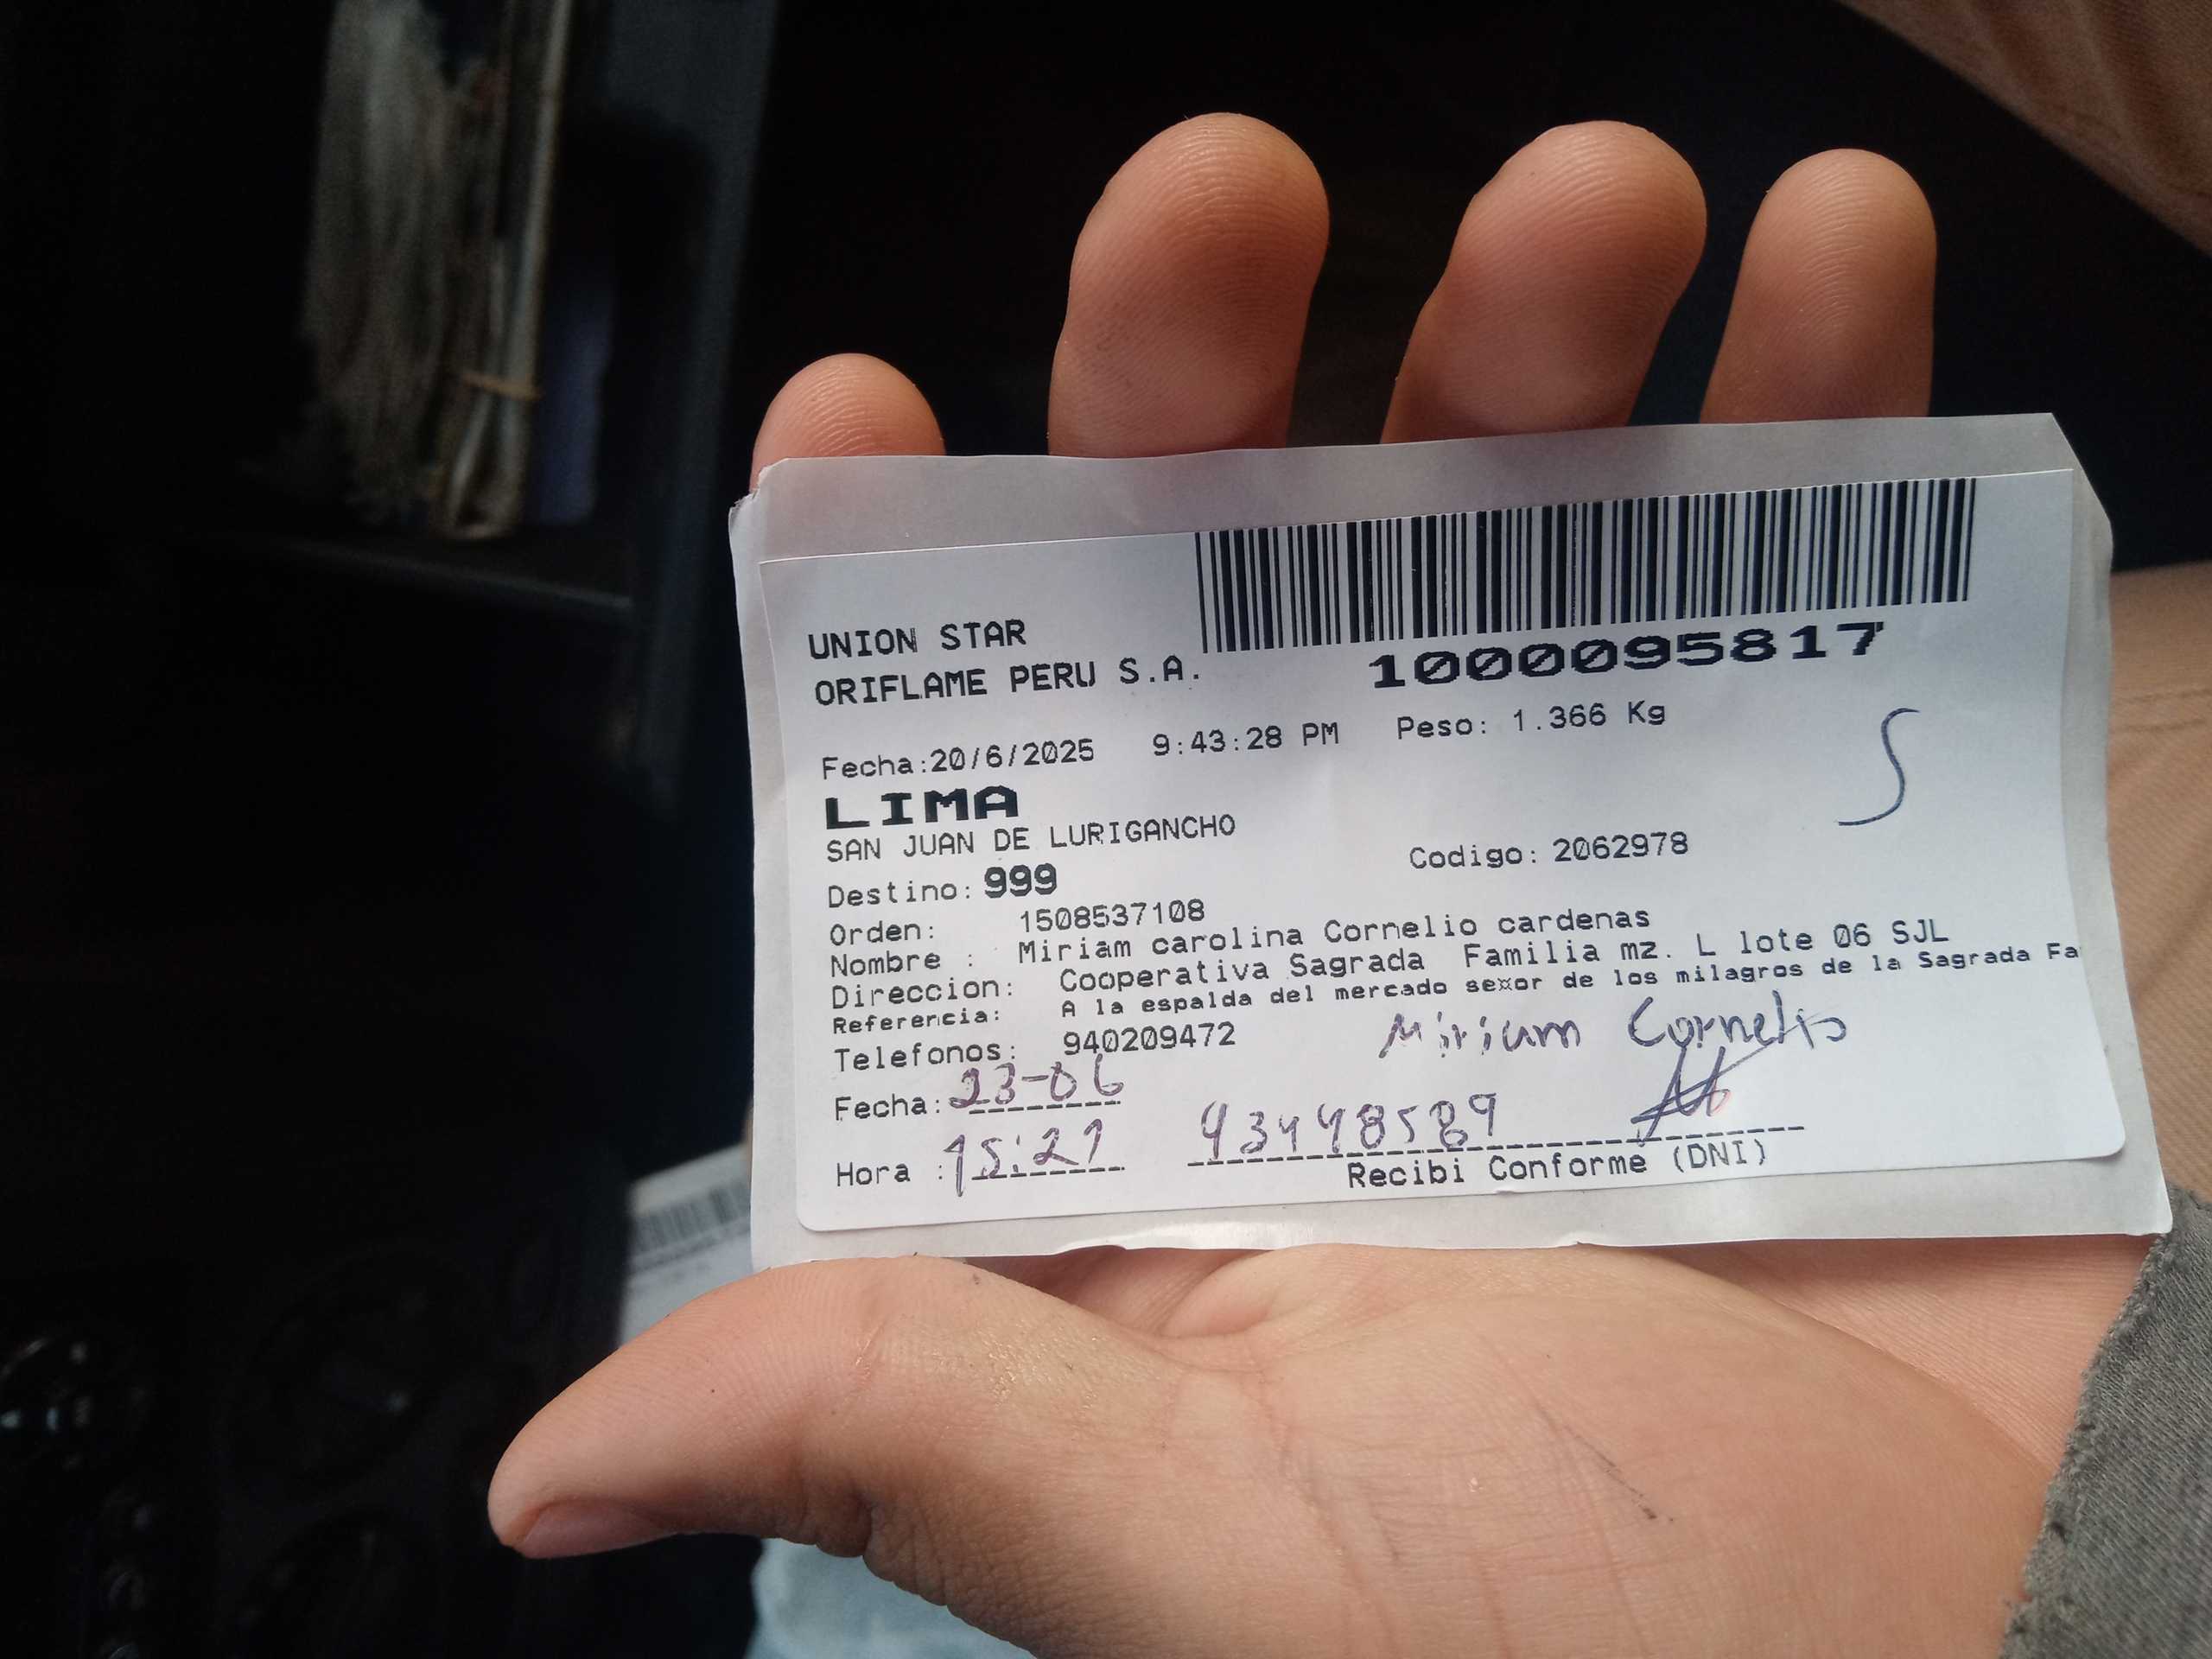 UNION STAR
ORIFLAME PERU S.A.
1000095817
Fecha:20/6/2025 9:43:28 PM Peso: 1.366 Kg
LIMA
S
SAN JUAN DE LURIGANCHO
Destino: 999 Codigo: 2062978
Orden: 1508537108
Nombre : Miriam carolina Cornelio cardenas
Direccion: Cooperativa Sagrada Familia mz. L lote 06 SJL
Referencia: A la espalda del mercado se¤or de los milagros de la Sagrada Fa
Telefonos: 940209472
Miriam Cornelio
Fecha: 23-06
Hora : 15:27
Recibi Conforme (DNI)